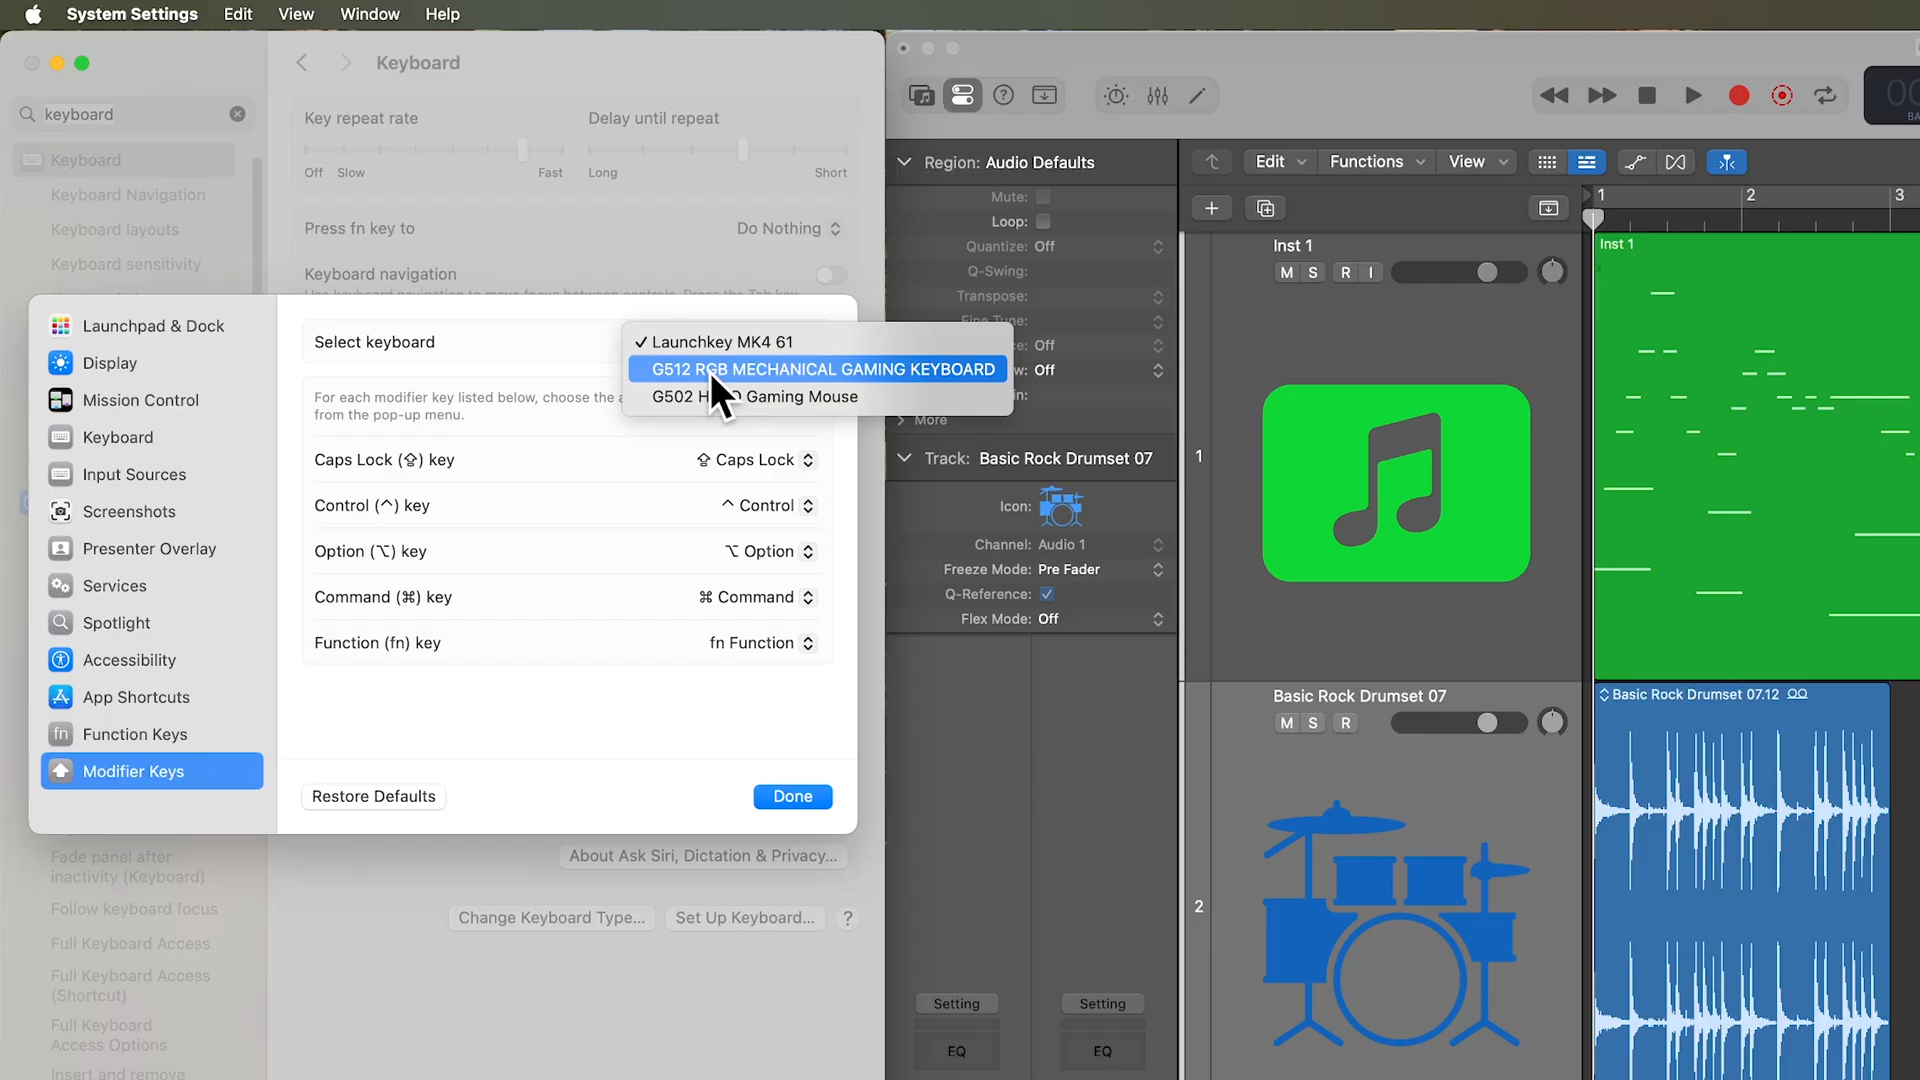 System Settings Edit View Window Help
Keyboard
keyboard
Keyboard
Keyboard Navigation
Keyboard layouts
Keyboard sensitivity
Key repeat rate
Delay until repeat
Off Slow Fast
Long Short
Press fn key to Do Nothing
Keyboard navigation
Launchpad & Dock
Display
Mission Control
Keyboard
Input Sources
Screenshots
Presenter Overlay
Services
Spotlight
Accessibility
App Shortcuts
fn Function Keys
Modifier Keys
Select keyboard
✓ Launchkey MK4 61
G512 RGB MECHANICAL GAMING KEYBOARD
G502 Gaming Mouse
For each modifier key listed below, choose the
from the pop-up menu.
Caps Lock (⇪) key ⇪ Caps Lock
Control (^) key ^ Control
Option (⌥) key ⌥ Option
Command (⌘) key ⌘ Command
Function (fn) key fn Function
Restore Defaults
Done
Fade panel after
inactivity (Keyboard)
Follow keyboard focus
Full Keyboard Access
Full Keyboard Access
(Shortcut)
Full Keyboard
Access Options
Insert and remove
About Ask Siri, Dictation & Privacy...
Change Keyboard Type...
Set Up Keyboard...
?
Region: Audio Defaults
Mute:
Loop:
Quantize: Off
Q-Swing:
Transpose:
Fine Tune:
Off
Off
More
Track: Basic Rock Drumset 07
Icon:
Channel: Audio 1
Freeze Mode: Pre Fader
Q-Reference:
Flex Mode: Off
Setting
Setting
EQ
EQ
Edit Functions View
1 2 3
1
Inst 1
M S R I
Inst 1
2
Basic Rock Drumset 07
M S R
Basic Rock Drumset 07.12